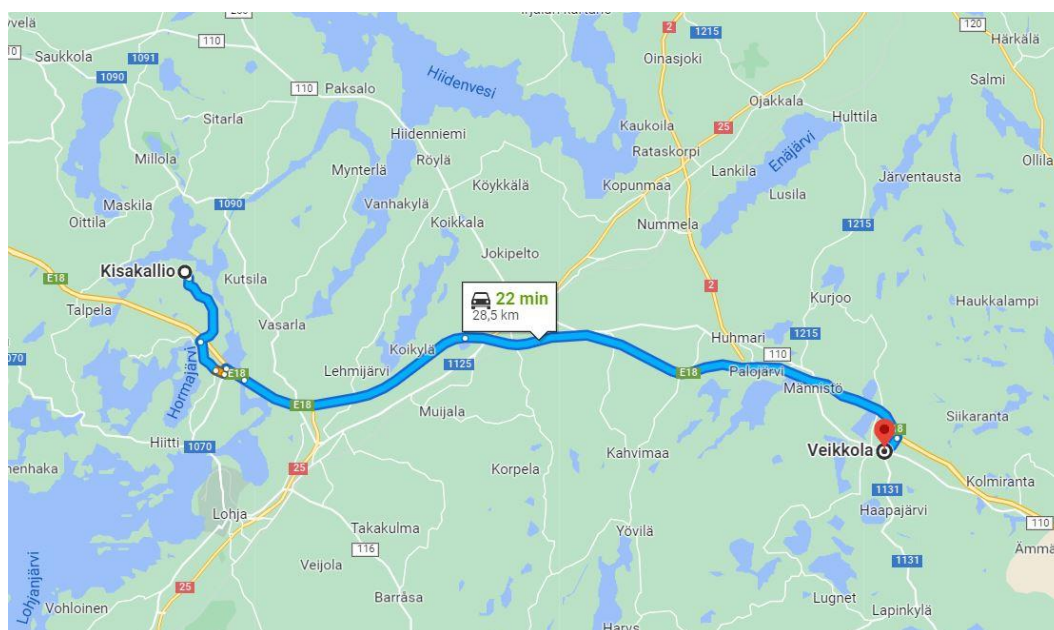 110
1215
120
Härkälä
Saukkola
110
1091
2
Oinasjoki
1090
110
Paksalo
Hiidenvesi
Salmi
Sitarla
Ojakkala
Hulttila
Hiidenniemi
Kaukoila
25
Röylä
Rataskorpi
Enäjärvi
Ollila
Millola
Mynterlä
Lankila
Järventausta
Köykkälä
Kopunmaa
Lusila
Maskila
1090
Vanhakylä
Oittila
Koikkala
Nummela
1215
Jokipelto
Kisakallio
E18
Kutsila
2
Talpela
22 min
28,5 km
Kurjoo
Haukkalampi
Vasarla
Huhmari
1215
Koikylä
110
Hormajärvi
1125
Lehmijärvi
E18
E18
Palojärvi
Männistö
E18
Muijala
Siikaranta
Hiitti
1070
Veikkola
Kahvimaa
25
Korpela
1131
Kolmiranta
Lohja
Haapajärvi
Takakulma
Yövilä
110
116
Veijola
1131
Lohjanjärvi
25
Barråsa
Lugnet
Vohloinen
Lapinkylä